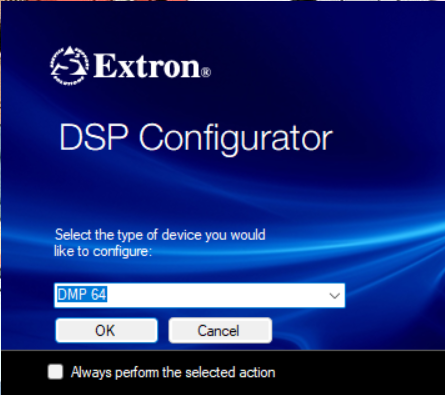 Extron®
DSP Configurator
Select the type of device you would
like to configure:
DMP 64
OK Cancel
Always perform the selected action